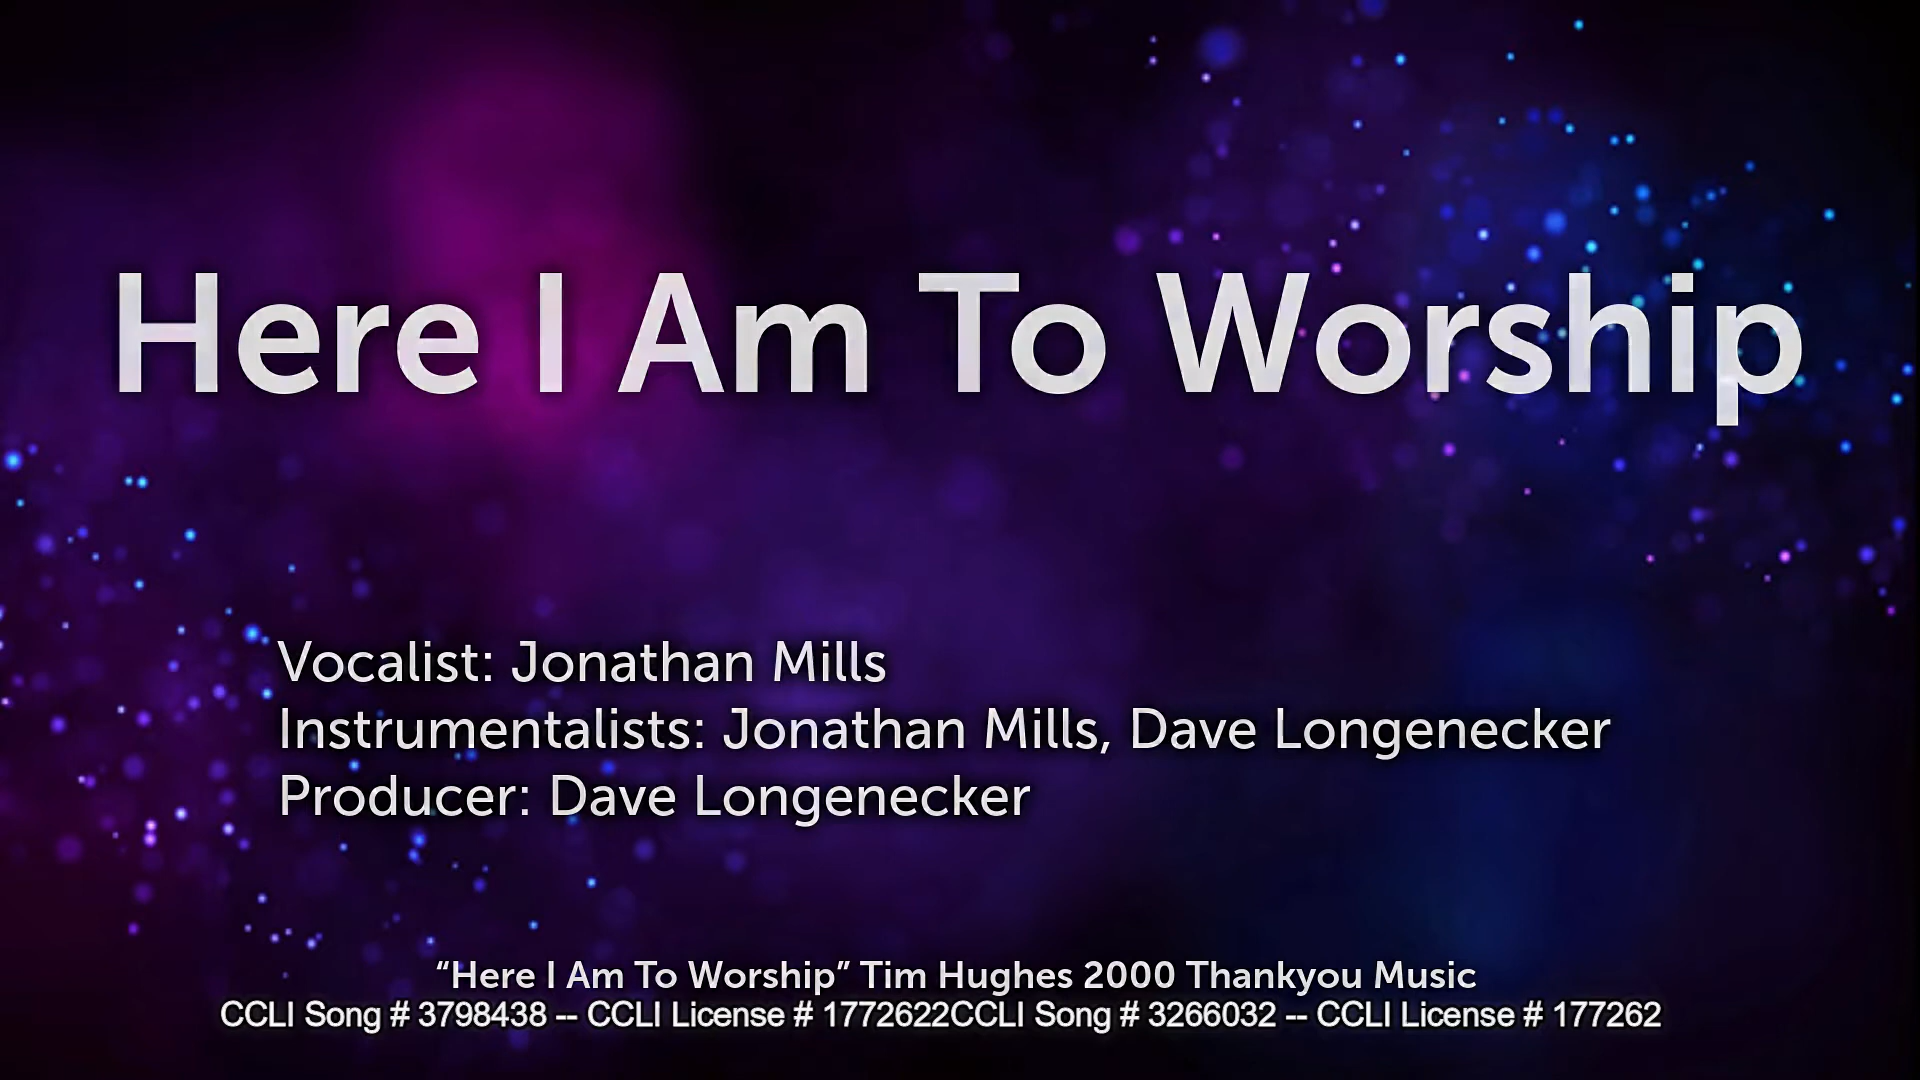 Here I Am To Worship
Vocalist: Jonathan Mills
Instrumentalists: Jonathan Mills, Dave Longenecker
Producer: Dave Longenecker
“Here I Am To Worship” Tim Hughes 2000 Thankyou Music
CCLI Song # 3798438 -- CCLI License # 1772622CCLI Song # 3266032 -- CCLI License # 177262